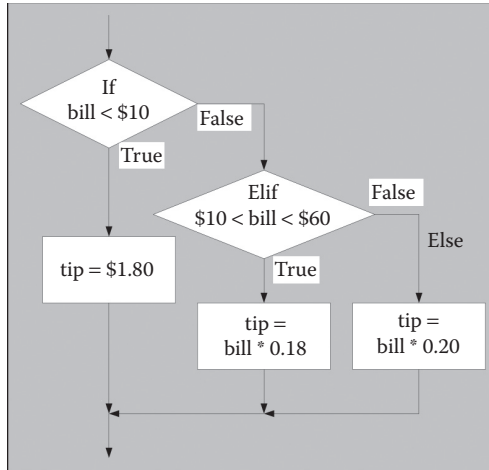 If
bill < $10
False
True
Elif
$10 < bill < $60
False
Else
tip = $1.80
True
tip =
bill * 0.18
tip =
bill * 0.20